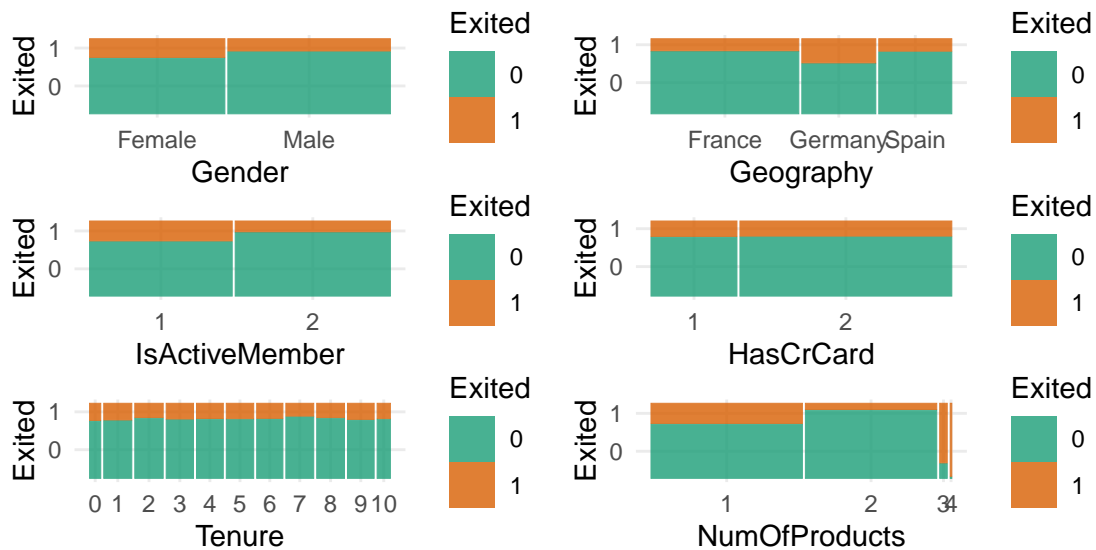 Exited
1
0
Female Male
Gender
Exited
0
1
Exited
1
0
France Germany Spain
Geography
Exited
0
1
Exited
1
0
1 2
IsActiveMember
Exited
0
1
Exited
1
0
1 2
HasCrCard
Exited
0
1
Exited
1
0
0 1 2 3 4 5 6 7 8 9 10
Tenure
Exited
0
1
Exited
1
0
1 2 3 4
NumOfProducts
Exited
0
1